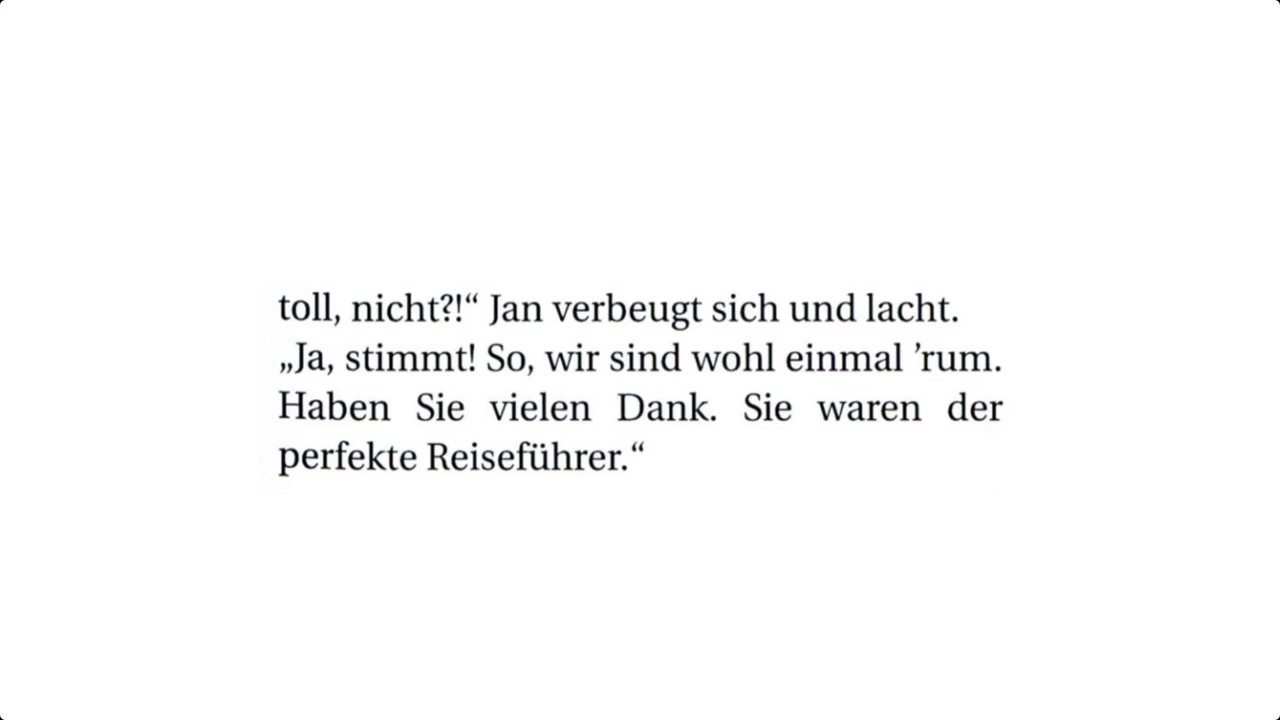 toll, nicht?!“ Jan verbeugt sich und lacht.
„Ja, stimmt! So, wir sind wohl einmal ’rum.
Haben Sie vielen Dank. Sie waren der
perfekte Reiseführer.“